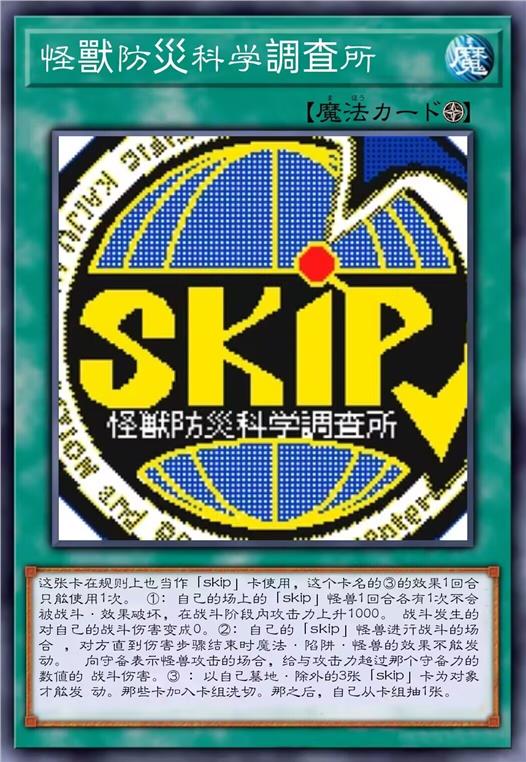 怪獣防災科学調査所
魔
ま ほう
【魔法カード】
SKIP
怪獣防災科学調査所
这张卡在规则上也当作「skip」卡使用，这个卡名的③的效果1回合
只能使用1次。 ①：自己的场上的「skip」怪兽1回合各有1次不会
被战斗·效果破坏，在战斗阶段内攻击力上升1000。 战斗发生的
对自己的战斗伤害变成0。②：自己的「skip」怪兽进行战斗的场
合 ，对方直到伤害步骤结束时魔法·陷阱·怪兽的效果不能发
动。 向守备表示怪兽攻击的场合，给与攻击力超过那个守备力的
数值的 战斗伤害。③ ：以自己墓地·除外的3张「skip」卡为对象
才能发 动。那些卡加入卡组洗切。那之后，自己从卡组抽1张。